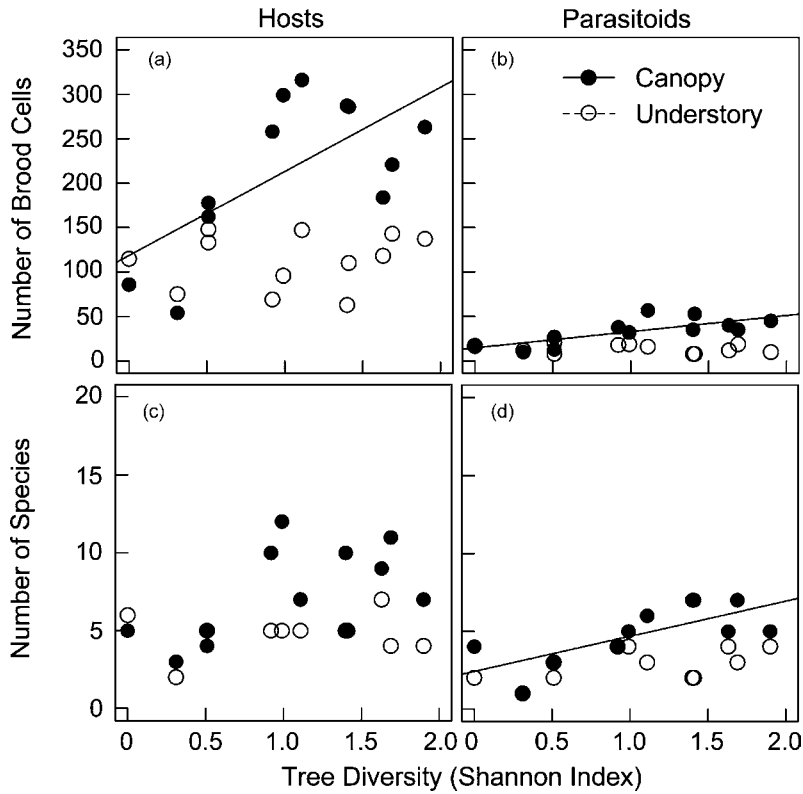 Hosts
Parasitoids
Number of Brood Cells
350
300
250
200
150
100
50
0
(a)
(b)
Canopy
Understory
Number of Species
20
15
10
5
0
(c)
(d)
0 0.5 1.0 1.5 2.0
0 0.5 1.0 1.5 2.0
Tree Diversity (Shannon Index)